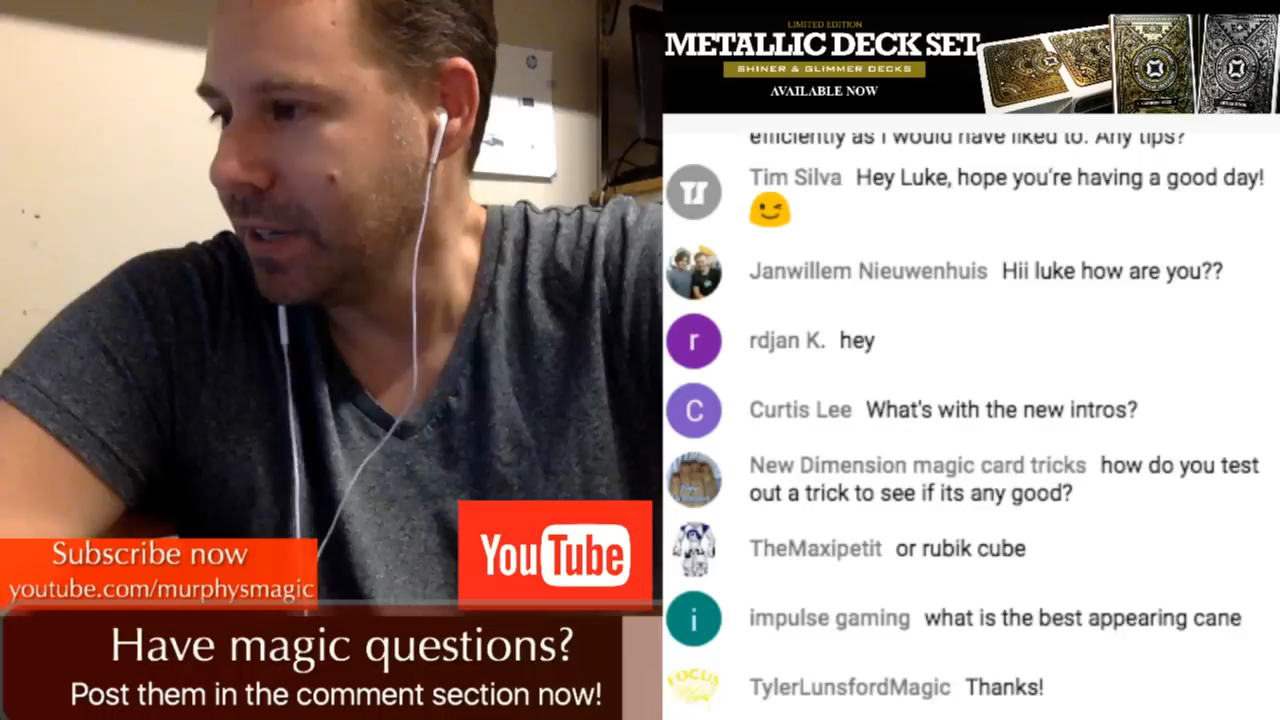 LIMITED EDITION
METALLIC DECK SET
SHINER & GLIMMER DECKS
AVAILABLE NOW
efficiently as I would have liked to. Any tips?
Tim Silva Hey Luke, hope you're having a good day!
Janwillem Nieuwenhuis Hii luke how are you??
r rdjan K. hey
C Curtis Lee What's with the new intros?
New Dimension magic card tricks how do you test
out a trick to see if its any good?
TheMaxipetit or rubik cube
i impulse gaming what is the best appearing cane
FOCUS
TylerLunsfordMagic Thanks!
hp
Subscribe now
youtube.com/murphysmagic
YouTube
Have magic questions?
Post them in the comment section now!